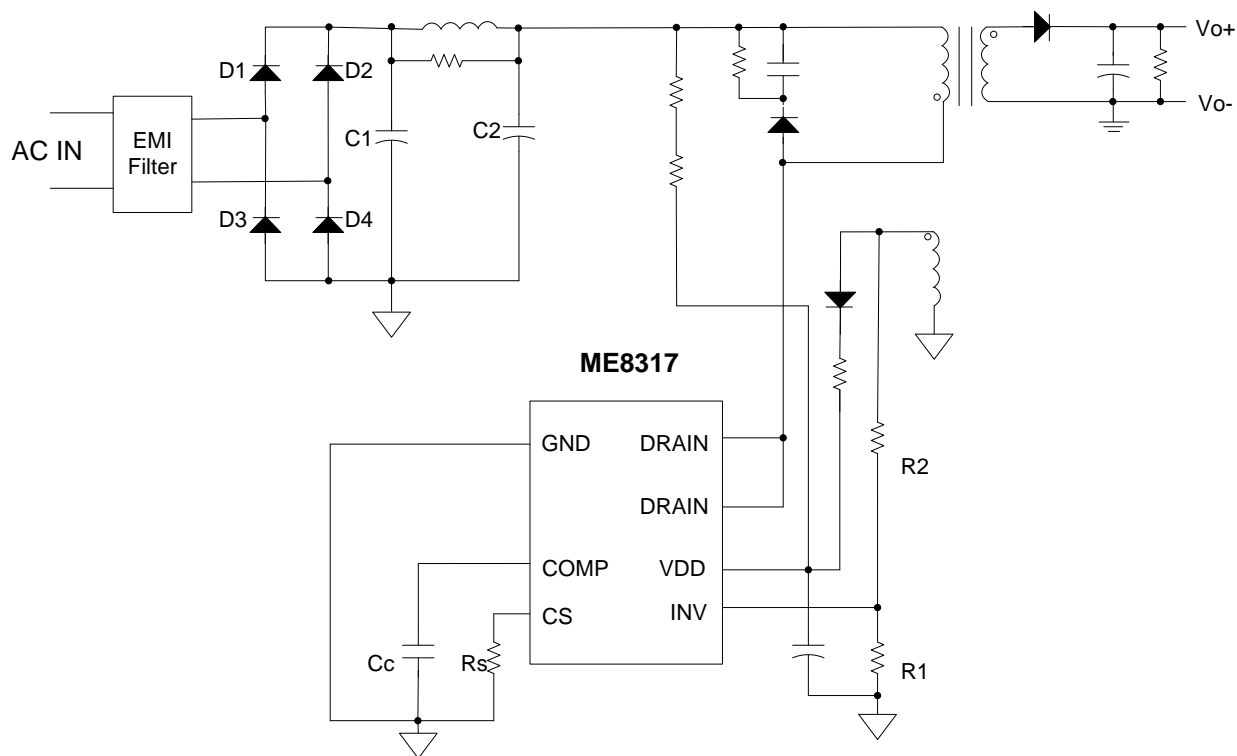 Vo+
D1
D2
EMI
Filter
C1
C2
Vo-
AC IN
D3
D4
ME8317
GND
DRAIN
R2
DRAIN
COMP
VDD
CS
INV
Cc
Rs
R1